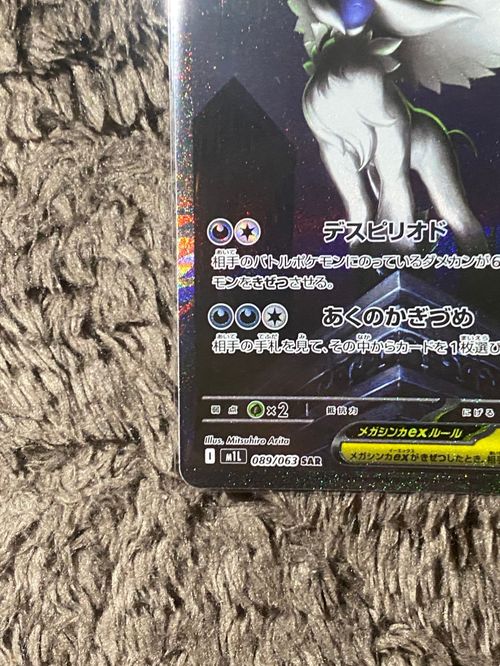 デスピリオド
相手のバトルポケモンにのっているダメカンが6
モンをきぜつさせる。
あくのかぎづめ
相手の手札を見て、その中からカードを1枚選び
弱点 ×2 抵抗力 にげる
Illus. Mitsuhiro Arita
メガシンカexルール
I M1L 089/063 SAR
メガシンカexがきぜつしたとき、